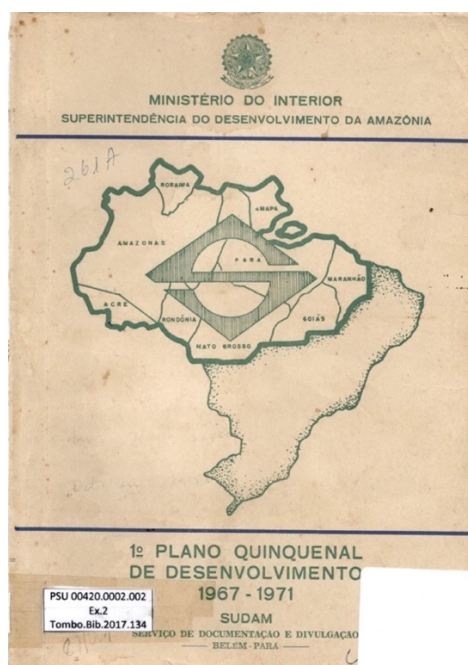 MINISTÉRIO DO INTERIOR
SUPERINTENDÊNCIA DO DESENVOLVIMENTO DA AMAZÔNIA
261A
RORAIMA
AMAPA
AMAZONAS
PARA
MARANHÃO
ACRE
RONDÔNIA
GOIÁS
MATO GROSSO
1º PLANO QUINQUENAL
DE DESENVOLVIMENTO
1967 - 1971
SUDAM
SERVIÇO DE DOCUMENTAÇÃO E DIVULGAÇÃO
BELÉM-PARÁ
PSU 00420.0002.002
Ex.2
Tombo.Bib.2017.134